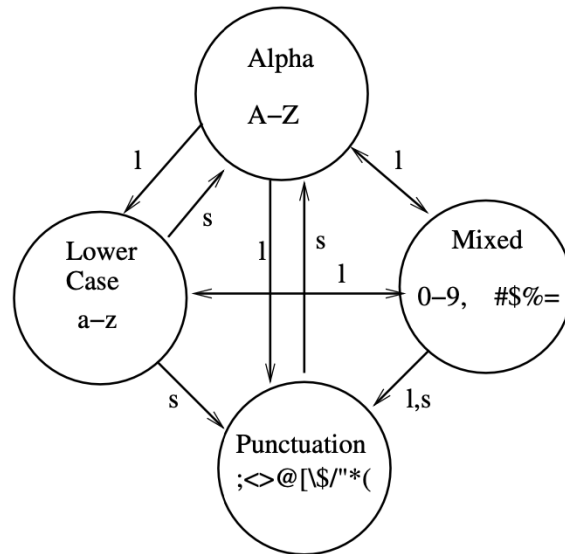 Alpha
A–Z
l
l
s
Lower
Case
a–z
l
s
l
Mixed
0–9, #$%=
s
l,s
Punctuation
;<>@[\$/"*(